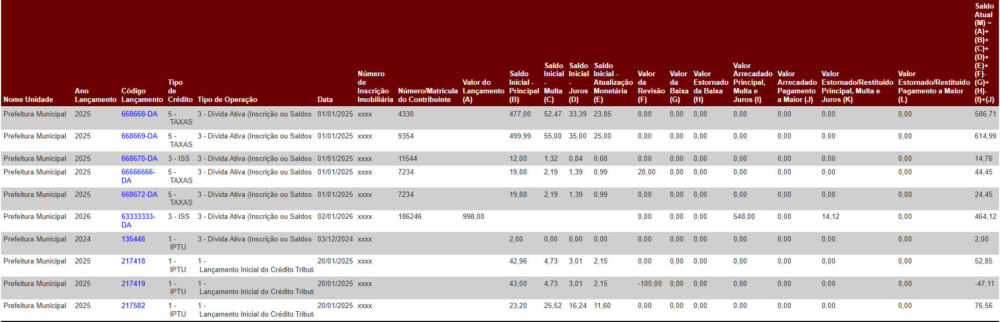 Nome Unidade Ano Lançamento Código Lançamento Tipo de Crédito Tipo de Operação Data Número de Inscrição Imobiliária Número/Matrícula do Contribuinte Valor do Lançamento (A) Saldo Inicial - Principal (B) Saldo Inicial - Multa (C) Saldo Inicial - Juros (D) Saldo Inicial - Atualização Monetária (E) Valor da Revisão (F) Valor da Baixa (G) Valor Estornado da Baixa (H) Valor Arrecadado Principal, Multa e Juros (I) Valor Arrecadado Pagamento a Maior (J) Valor Estornado/Restituído Principal, Multa e Juros (K) Valor Estornado/Restituído Pagamento a Maior (L) Saldo Atual (M) = (A)+ (B)+ (C)+ (D)+ (E)+ (F)- (G)+ (H)- (I)+(J)
Prefeitura Municipal 2025 668668-DA 5 - TAXAS 3 - Dívida Ativa (Inscrição ou Saldos 01/01/2025 xxxx 4330 477,00 52,47 33,39 23,85 0,00 0,00 0,00 0,00 0,00 0,00 0,00 586,71
Prefeitura Municipal 2025 668669-DA 5 - TAXAS 3 - Dívida Ativa (Inscrição ou Saldos 01/01/2025 xxxx 9354 499,99 55,00 35,00 25,00 0,00 0,00 0,00 0,00 0,00 0,00 0,00 614,99
Prefeitura Municipal 2025 668670-DA 3 - ISS 3 - Dívida Ativa (Inscrição ou Saldos 01/01/2025 xxxx 11544 12,00 1,32 0,84 0,60 0,00 0,00 0,00 0,00 0,00 0,00 0,00 14,76
Prefeitura Municipal 2025 66666666-DA 5 - TAXAS 3 - Dívida Ativa (Inscrição ou Saldos 01/01/2025 xxxx 7234 19,88 2,19 1,39 0,99 20,00 0,00 0,00 0,00 0,00 0,00 0,00 44,45
Prefeitura Municipal 2025 668672-DA 5 - TAXAS 3 - Dívida Ativa (Inscrição ou Saldos 01/01/2025 xxxx 7234 19,88 2,19 1,39 0,99 0,00 0,00 0,00 0,00 0,00 0,00 0,00 24,45
Prefeitura Municipal 2026 63333333-DA 3 - ISS 3 - Dívida Ativa (Inscrição ou Saldos 02/01/2026 xxxx 186246 998,00 0,00 0,00 0,00 548,00 0,00 14,12 0,00 464,12
Prefeitura Municipal 2024 135446 1 - IPTU 3 - Dívida Ativa (Inscrição ou Saldos 03/12/2024 xxxx 2,00 0,00 0,00 0,00 0,00 0,00 0,00 0,00 0,00 0,00 0,00 2,00
Prefeitura Municipal 2025 217418 1 - IPTU 1 - Lançamento Inicial do Crédito Tribut 20/01/2025 xxxx 42,96 4,73 3,01 2,15 0,00 0,00 0,00 0,00 0,00 0,00 0,00 52,85
Prefeitura Municipal 2025 217419 1 - IPTU 1 - Lançamento Inicial do Crédito Tribut 20/01/2025 xxxx 43,00 4,73 3,01 2,15 -100,00 0,00 0,00 0,00 0,00 0,00 0,00 -47,11
Prefeitura Municipal 2025 217582 1 - IPTU 1 - Lançamento Inicial do Crédito Tribut 20/01/2025 xxxx 23,20 25,52 16,24 11,60 0,00 0,00 0,00 0,00 0,00 0,00 0,00 76,56